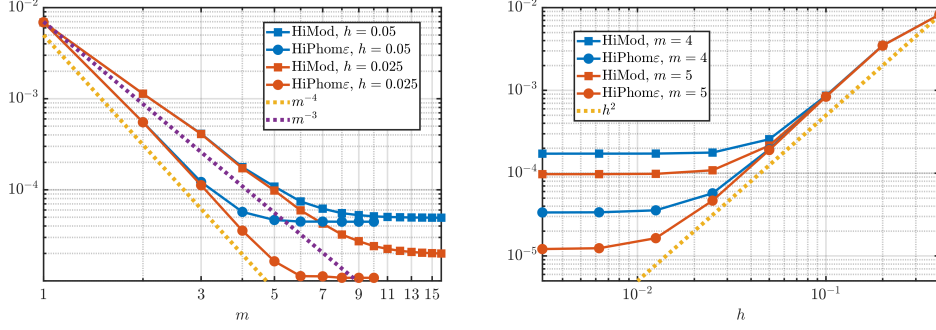 10^{-2}
10^{-3}
10^{-4}
1 3 5 7 9 11 13 15
m
HiMod, h = 0.05
HiPhomε, h = 0.05
HiMod, h = 0.025
HiPhomε, h = 0.025
m^{-4}
m^{-3}
10^{-2}
10^{-3}
10^{-4}
10^{-5}
10^{-2} 10^{-1}
h
HiMod, m = 4
HiPhomε, m = 4
HiMod, m = 5
HiPhomε, m = 5
h^2